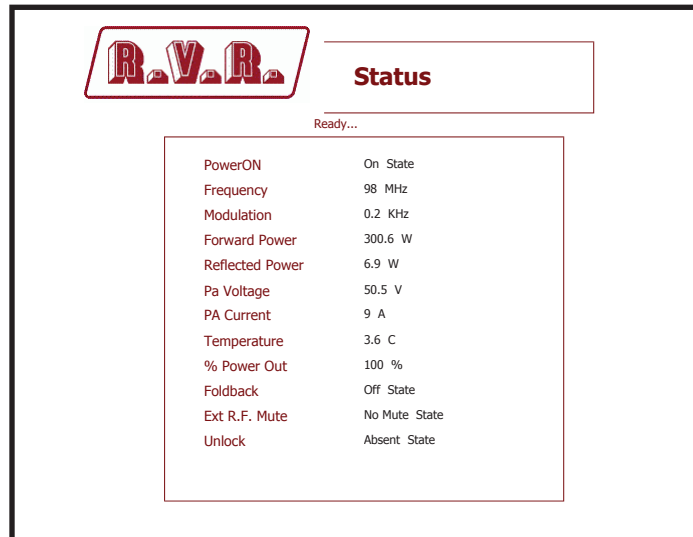 R.V.R.
Status
Ready...
PowerON On State
Frequency 98 MHz
Modulation 0.2 KHz
Forward Power 300.6 W
Reflected Power 6.9 W
Pa Voltage 50.5 V
PA Current 9 A
Temperature 3.6 C
% Power Out 100 %
Foldback Off State
Ext R.F. Mute No Mute State
Unlock Absent State